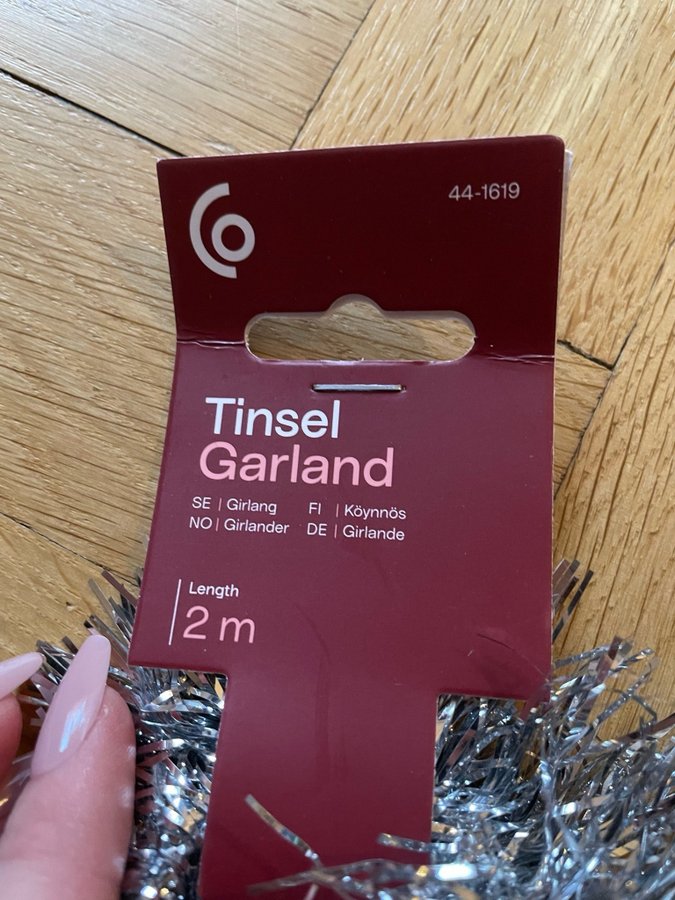 44-1619
Tinsel
Garland
SE | Girlang FI | Köynnös
NO | Girlander DE | Girlande
Length
2 m